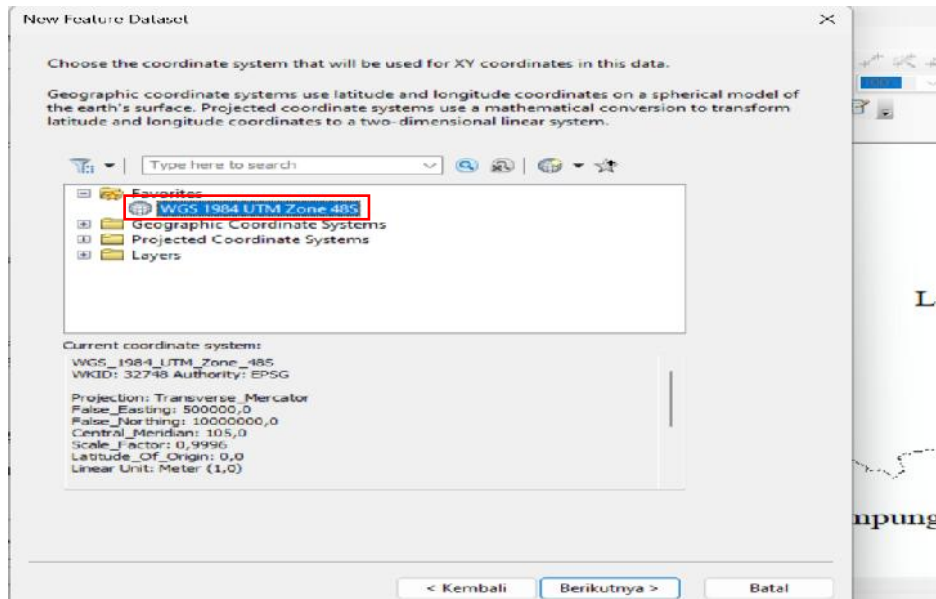 New Feature Dataset
Choose the coordinate system that will be used for XY coordinates in this data.
Geographic coordinate systems use latitude and longitude coordinates on a spherical model of
the earth's surface. Projected coordinate systems use a mathematical conversion to transform
latitude and longitude coordinates to a two-dimensional linear system.
Type here to search
Favorites
WGS 1984 UTM Zone 48S
Geographic Coordinate Systems
Projected Coordinate Systems
Layers
L
Current coordinate system:
WGS_1984_UTM_Zone_48S
WKID: 32748 Authority: EPSG
Projection: Transverse_Mercator
False_Easting: 500000,0
False_Northing: 10000000,0
Central_Meridian: 105,0
Scale_Factor: 0,9996
Latitude_Of_Origin: 0,0
Linear Unit: Meter (1,0)
npung
< Kembali
Berikutnya >
Batal